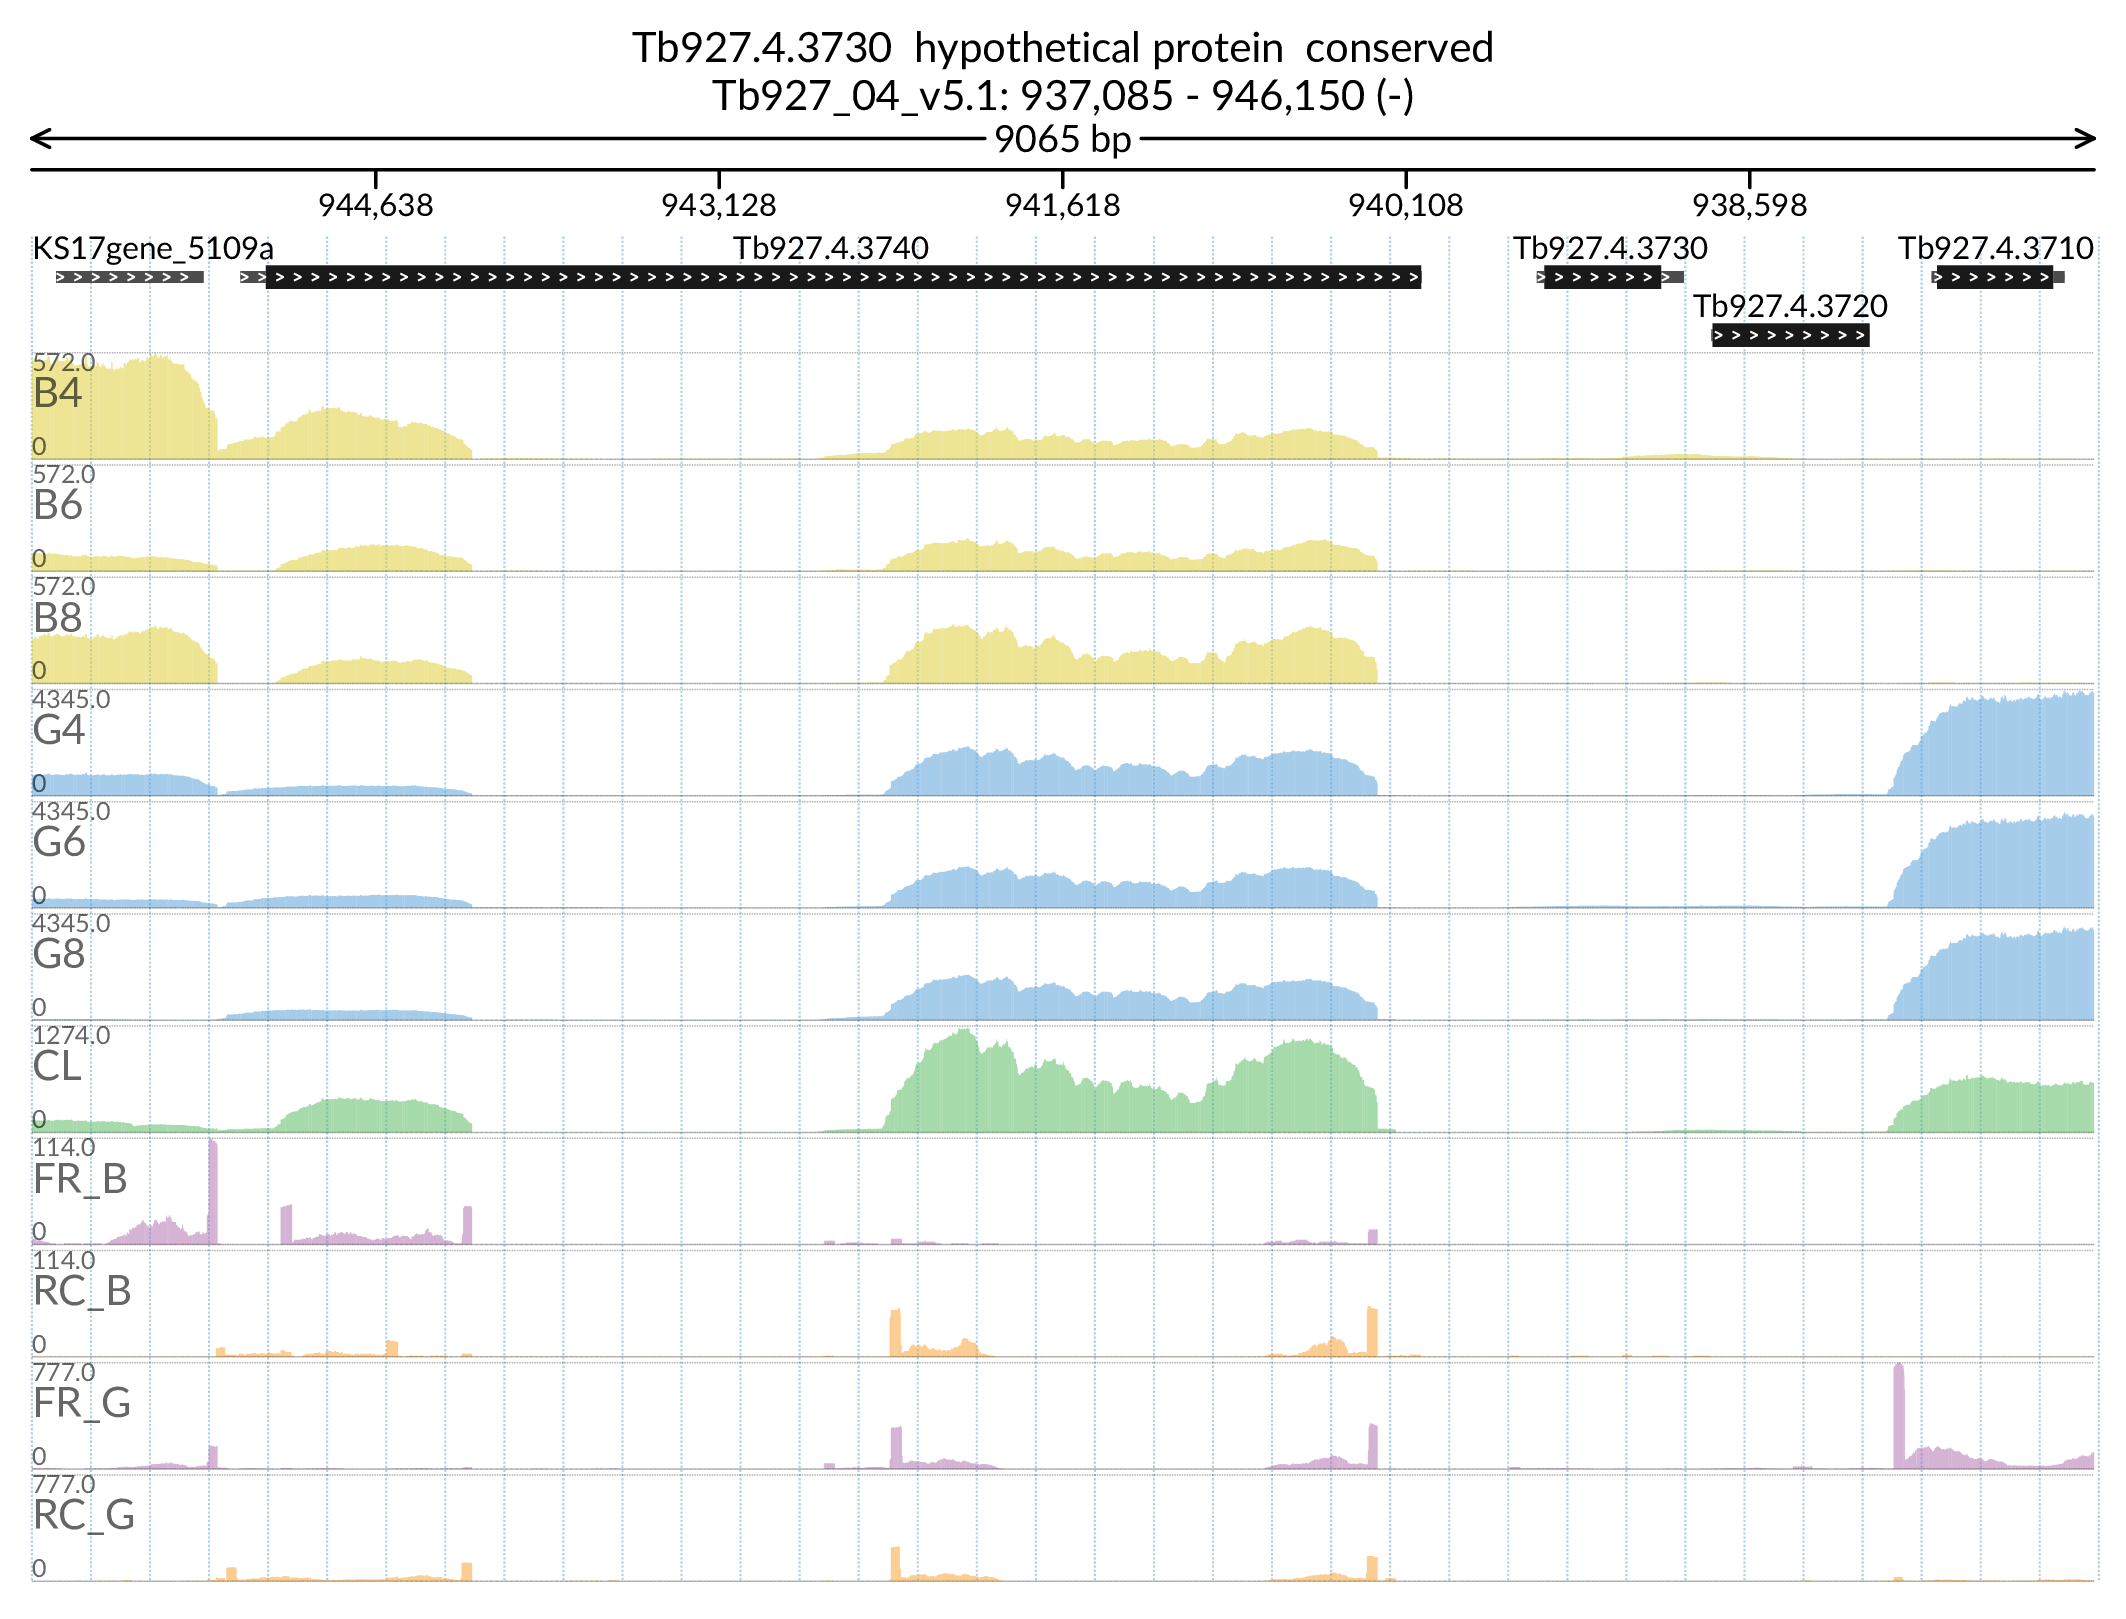 Tb927.4.3730  hypothetical protein  conserved
Tb927_04_v5.1: 937,085 - 946,150 (-)
9065 bp
944,638 943,128 941,618 940,108 938,598
KS17gene_5109a Tb927.4.3740 Tb927.4.3730 Tb927.4.3710
Tb927.4.3720
572.0
B4
0
572.0
B6
0
572.0
B8
0
4345.0
G4
0
4345.0
G6
0
4345.0
G8
0
1274.0
CL
0
114.0
FR_B
0
114.0
RC_B
0
777.0
FR_G
0
777.0
RC_G
0